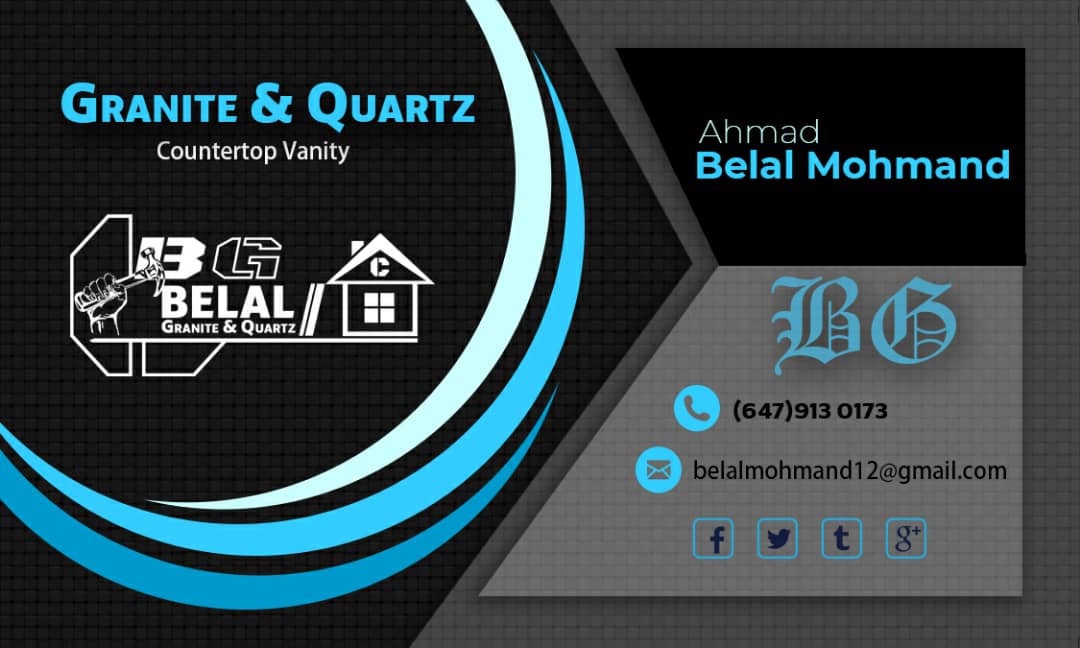 GRANITE & QUARTZ
Countertop Vanity
BG
BELAL
GRANITE & QUARTZ
C
Ahmad
Belal Mohmand
BG
(647)913 0173
belalmohmand12@gmail.com
f t g+